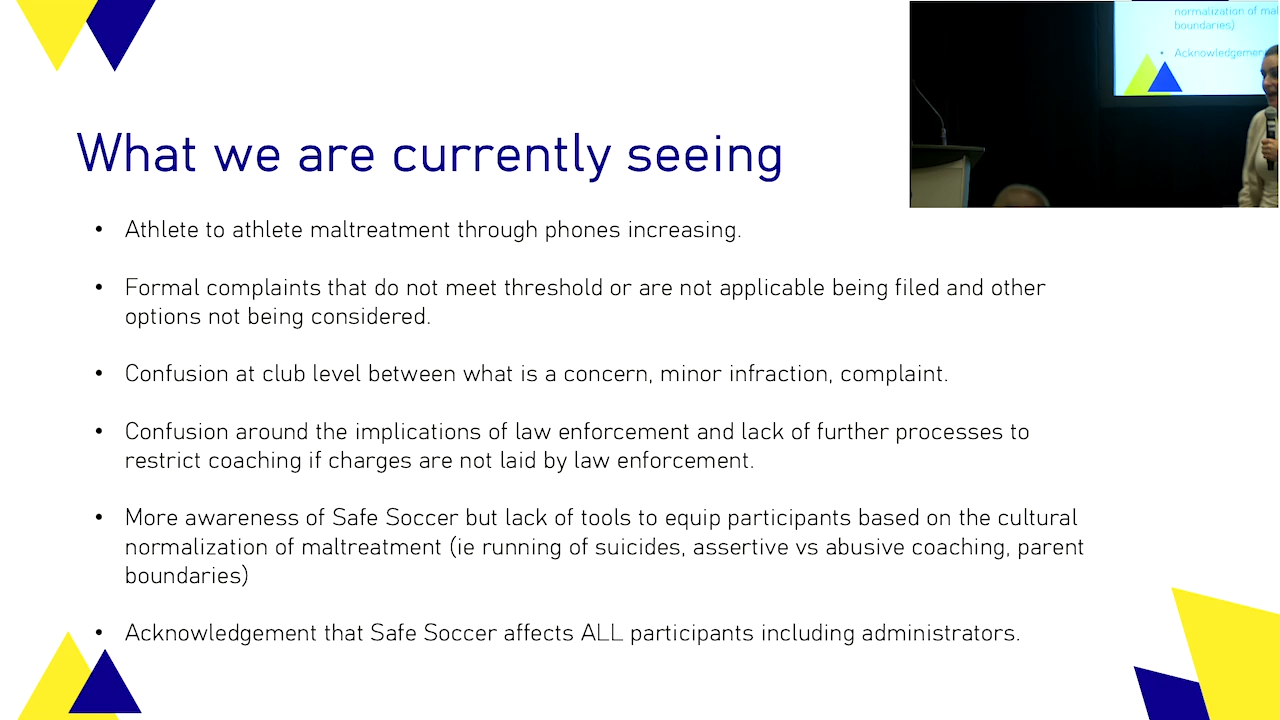 normalization of mal
boundaries)
Acknowledgemen
What we are currently seeing
• Athlete to athlete maltreatment through phones increasing.
• Formal complaints that do not meet threshold or are not applicable being filed and other
options not being considered.
• Confusion at club level between what is a concern, minor infraction, complaint.
• Confusion around the implications of law enforcement and lack of further processes to
restrict coaching if charges are not laid by law enforcement.
• More awareness of Safe Soccer but lack of tools to equip participants based on the cultural
normalization of maltreatment (ie running of suicides, assertive vs abusive coaching, parent
boundaries)
• Acknowledgement that Safe Soccer affects ALL participants including administrators.